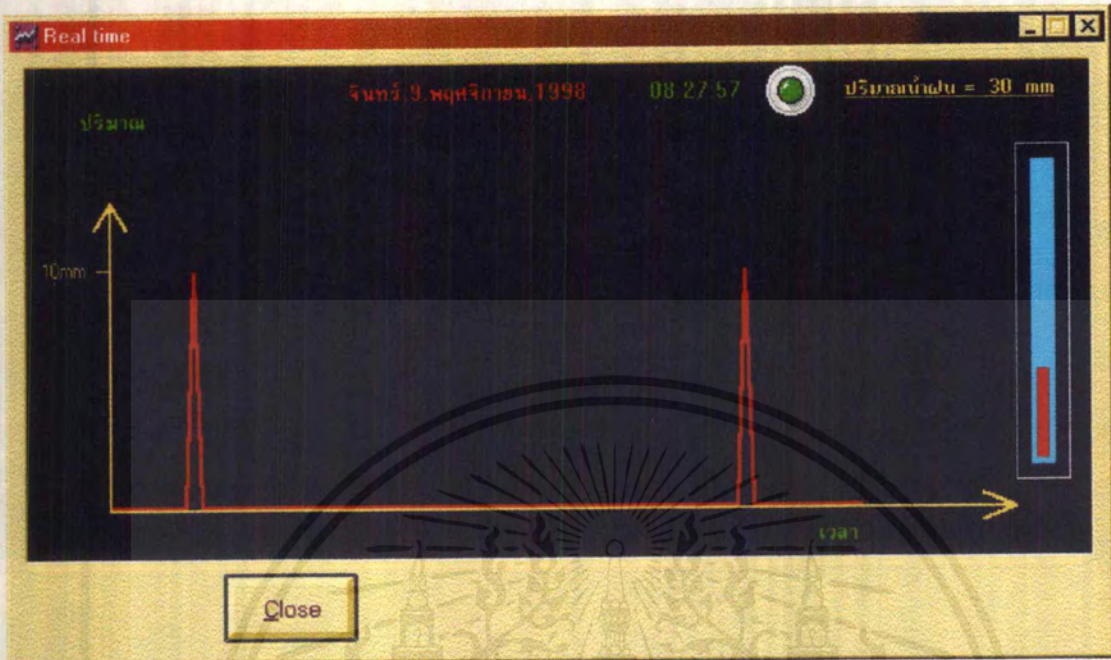 Real time
จันทร์,9,พฤศจิกายน,1998 08:27:57 ปริมาณน้ำฝน = 30 mm
ปริมาณ
10mm
เวลา
Close